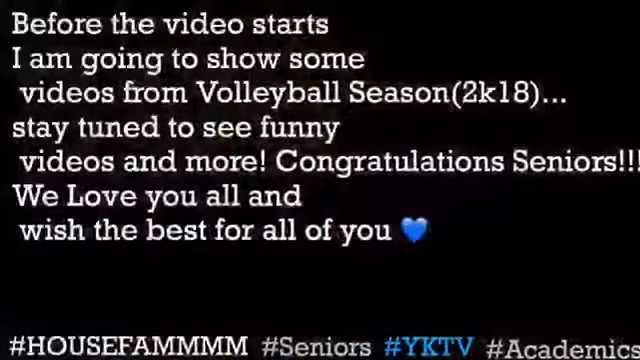 Before the video starts
I am going to show some
videos from Volleyball Season(2k18)...
stay tuned to see funny
videos and more! Congratulations Seniors!!!
We Love you all and
wish the best for all of you 💙
#HOUSEFAMMMM #Seniors #YKTV #Academics